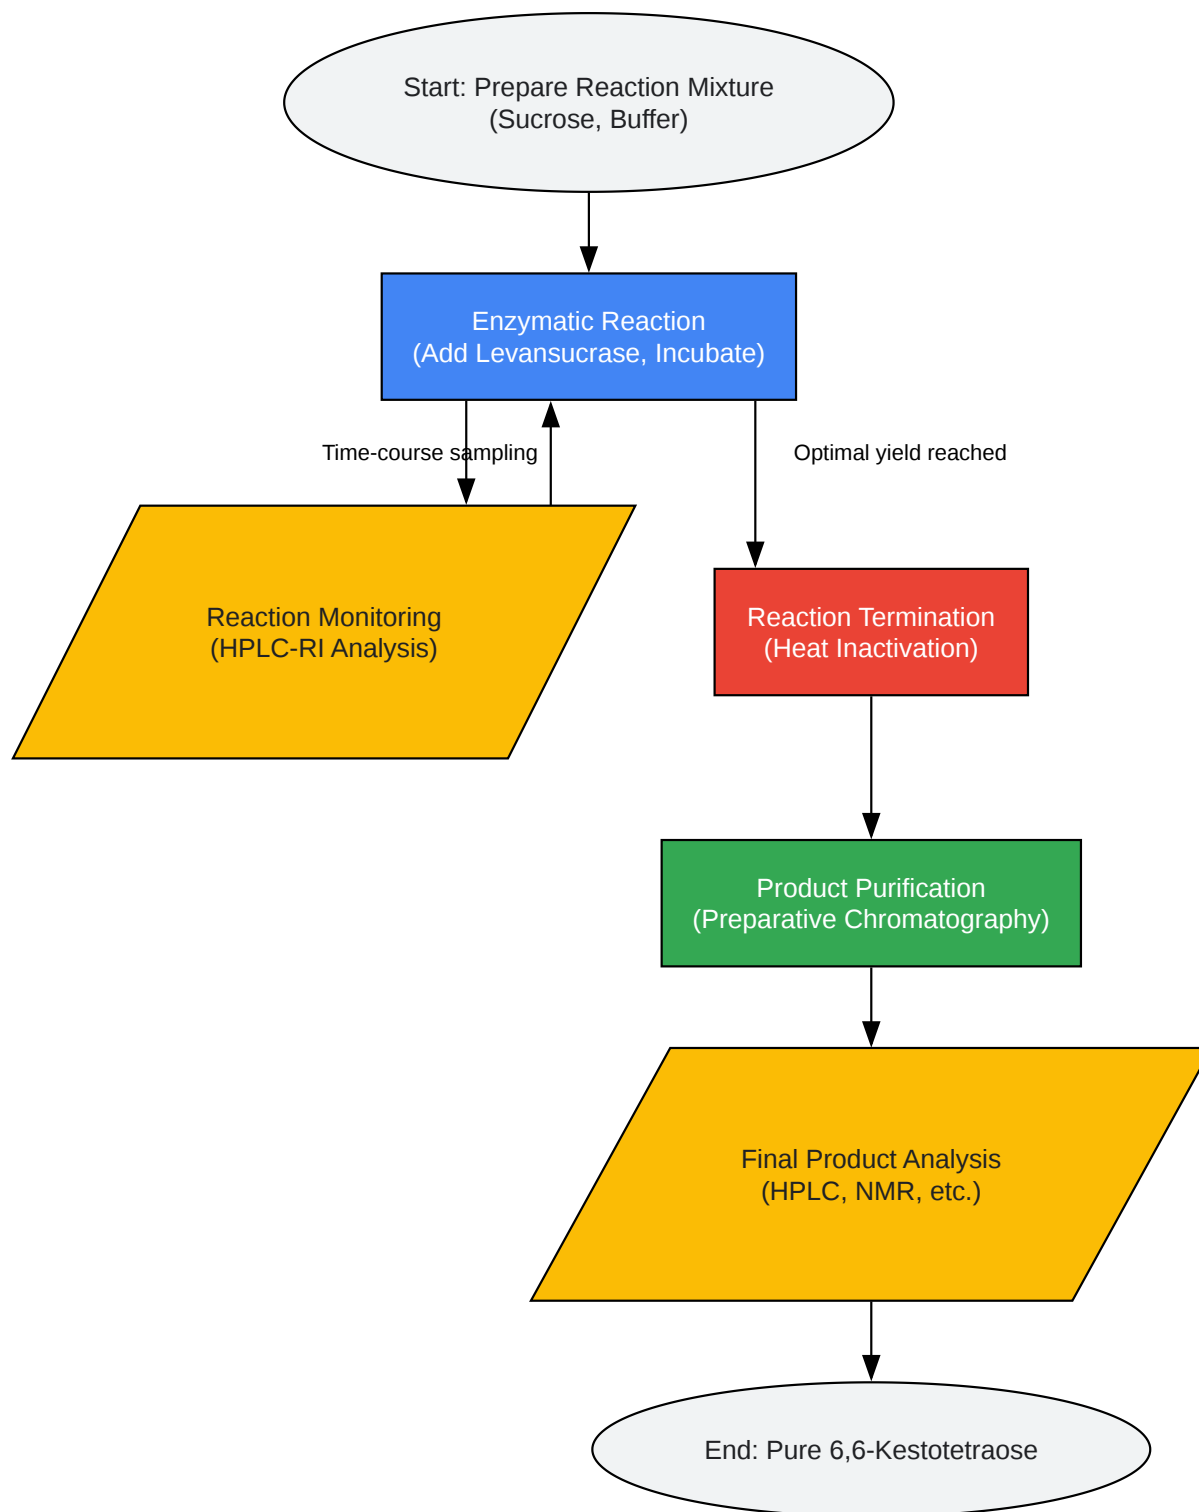 Start: Prepare Reaction Mixture
(Sucrose, Buffer)
Enzymatic Reaction
(Add Levansucrase, Incubate)
Time-course sampling
Optimal yield reached
Reaction Monitoring
(HPLC-RI Analysis)
Reaction Termination
(Heat Inactivation)
Product Purification
(Preparative Chromatography)
Final Product Analysis
(HPLC, NMR, etc.)
End: Pure 6,6-Kestotetraose